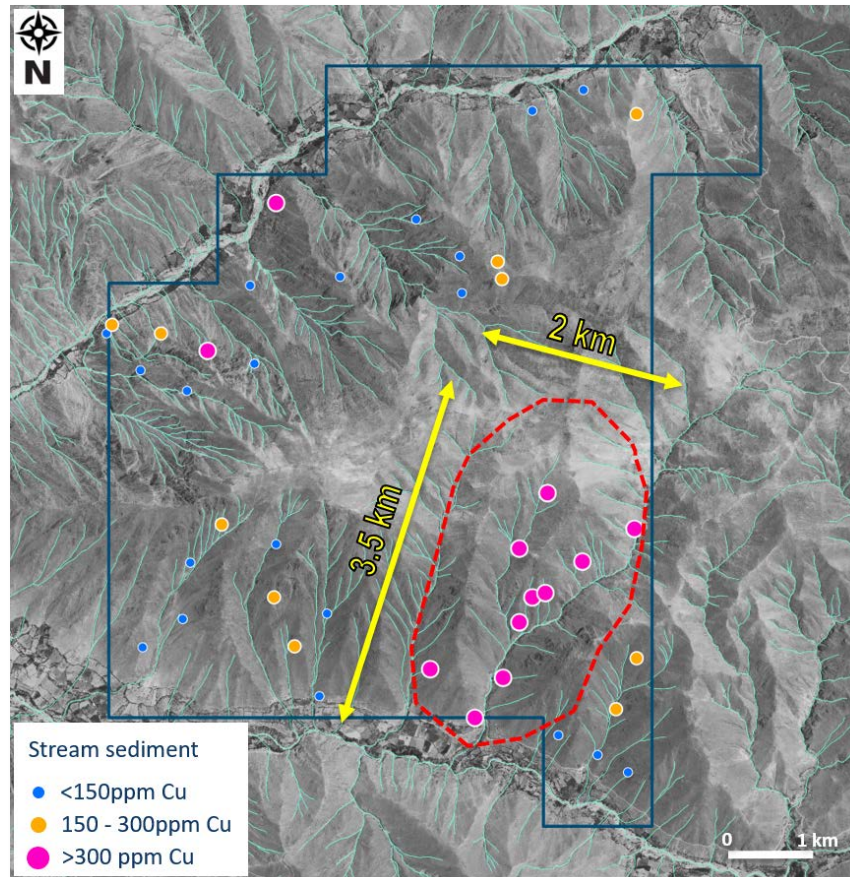 N
2 km
3.5 km
Stream sediment
<150ppm Cu
150 - 300ppm Cu
>300 ppm Cu
0 1 km